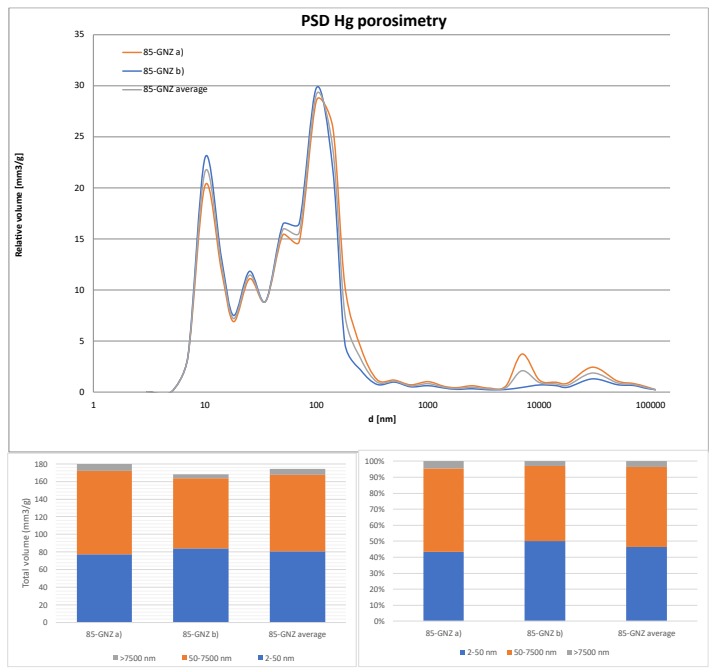 PSD Hg porosimetry
35
30
25
20
15
10
5
0
Relative volume [mm3/g]
85-GNZ a)
85-GNZ b)
85-GNZ average
1 10 100 1000 10000 100000
d [nm]
180
160
140
120
100
80
60
40
20
0
Total volume (mm3/g)
85-GNZ a) 85-GNZ b) 85-GNZ average
>7500 nm 50-7500 nm 2-50 nm
100%
90%
80%
70%
60%
50%
40%
30%
20%
10%
0%
85-GNZ a) 85-GNZ b) 85-GNZ average
2-50 nm 50-7500 nm >7500 nm